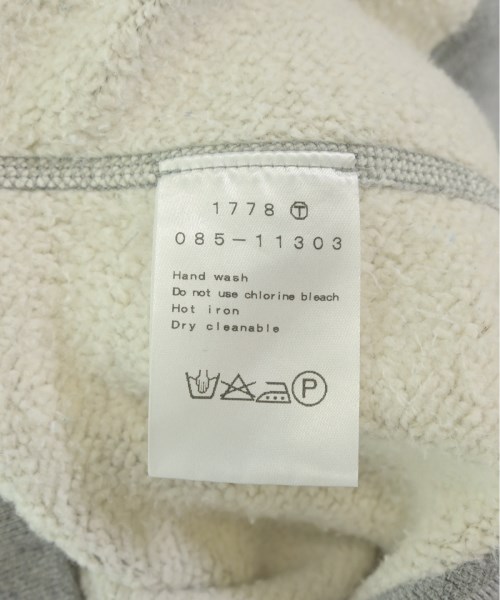 1778 Ⓣ
085-11303
Hand wash
Do not use chlorine bleach
Hot iron
Dry cleanable
P